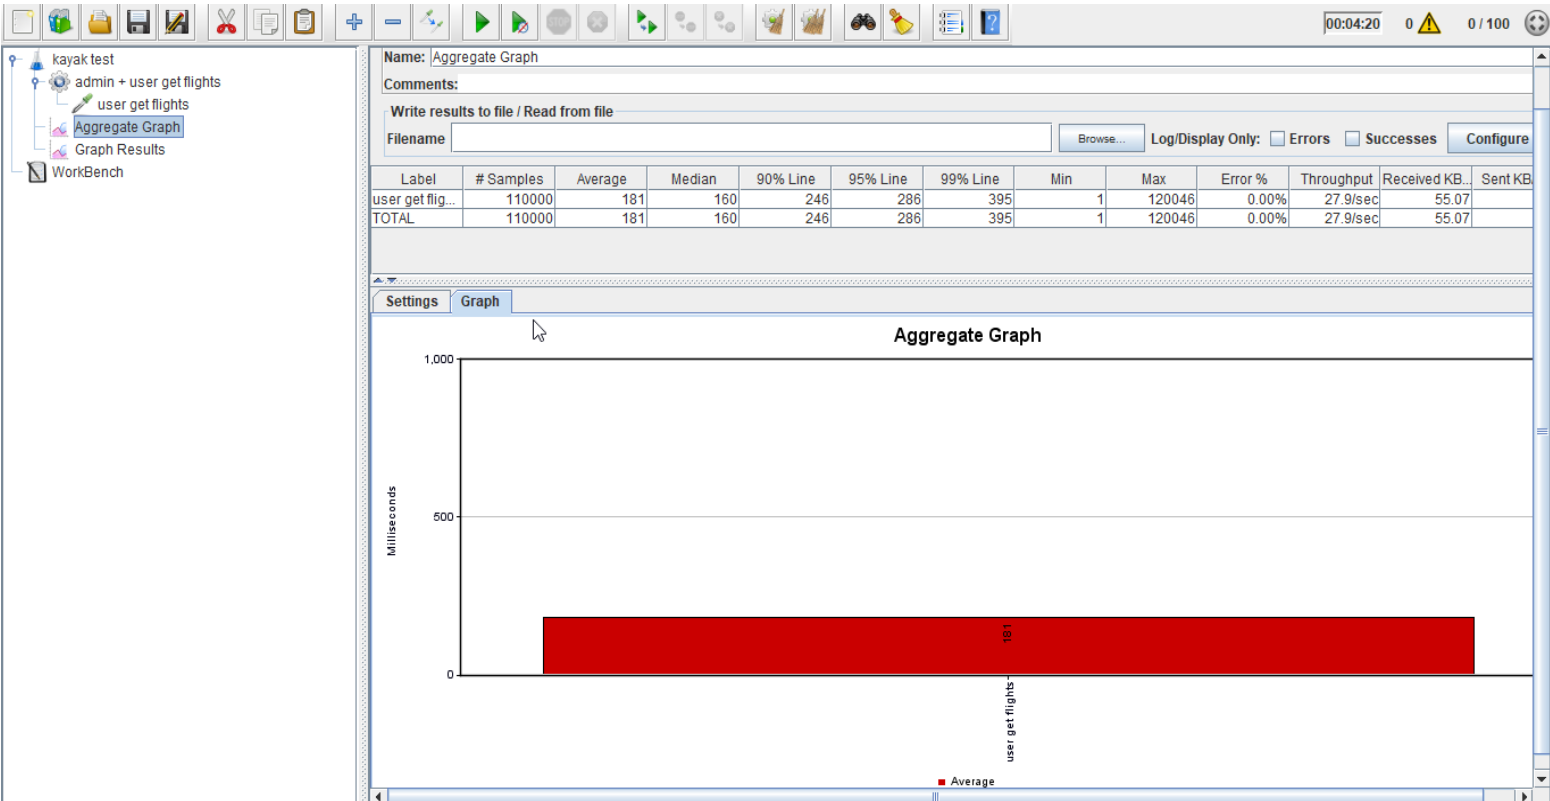 00:04:20 0 0 / 100
kayak test
admin + user get flights
user get flights
Aggregate Graph
Graph Results
WorkBench
Name: Aggregate Graph
Comments:
Write results to file / Read from file
Filename Browse... Log/Display Only: Errors Successes Configure
Label # Samples Average Median 90% Line 95% Line 99% Line Min Max Error % Throughput Received KB... Sent KB
user get flig... 110000 181 160 246 286 395 1 120046 0.00% 27.9/sec 55.07
TOTAL 110000 181 160 246 286 395 1 120046 0.00% 27.9/sec 55.07
Settings Graph
Aggregate Graph
1,000
Milliseconds
500
181
0
user get flights
Average